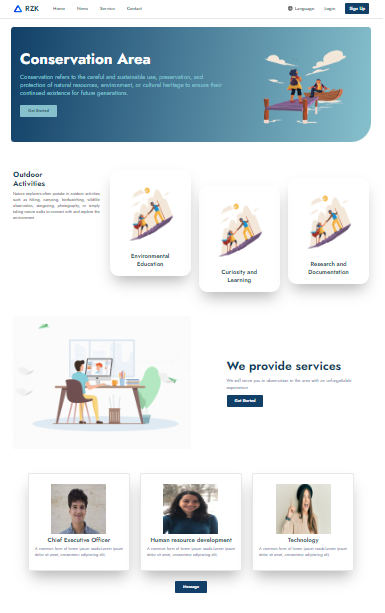 RZK Home News Service Contact Language Login Sign Up
Conservation Area
Conservation refers to the careful and sustainable use, preservation, and
protection of natural resources, environment, or cultural heritage to ensure their
continued existence for future generations.
Get Started
Outdoor
Activities
Nature explorers often partake in outdoor activities
such as hiking, camping, birdwatching, wildlife
observation, stargazing, photography, or simply
taking nature walks to connect with and explore the
environment
Environmental
Education
Curiosity and
Learning
Research and
Documentation
We provide services
We will serve you in observation in the area with an unforgettable
experience
Get Started
Chief Executive Officer
A common form of lorem ipsum reads:Lorem ipsum
dolor sit amet, consectetur adipiscing elit,
Human resource development
A common form of lorem ipsum reads:Lorem ipsum
dolor sit amet, consectetur adipiscing elit,
Technology
A common form of lorem ipsum reads:Lorem ipsum
dolor sit amet, consectetur adipiscing elit,
Message